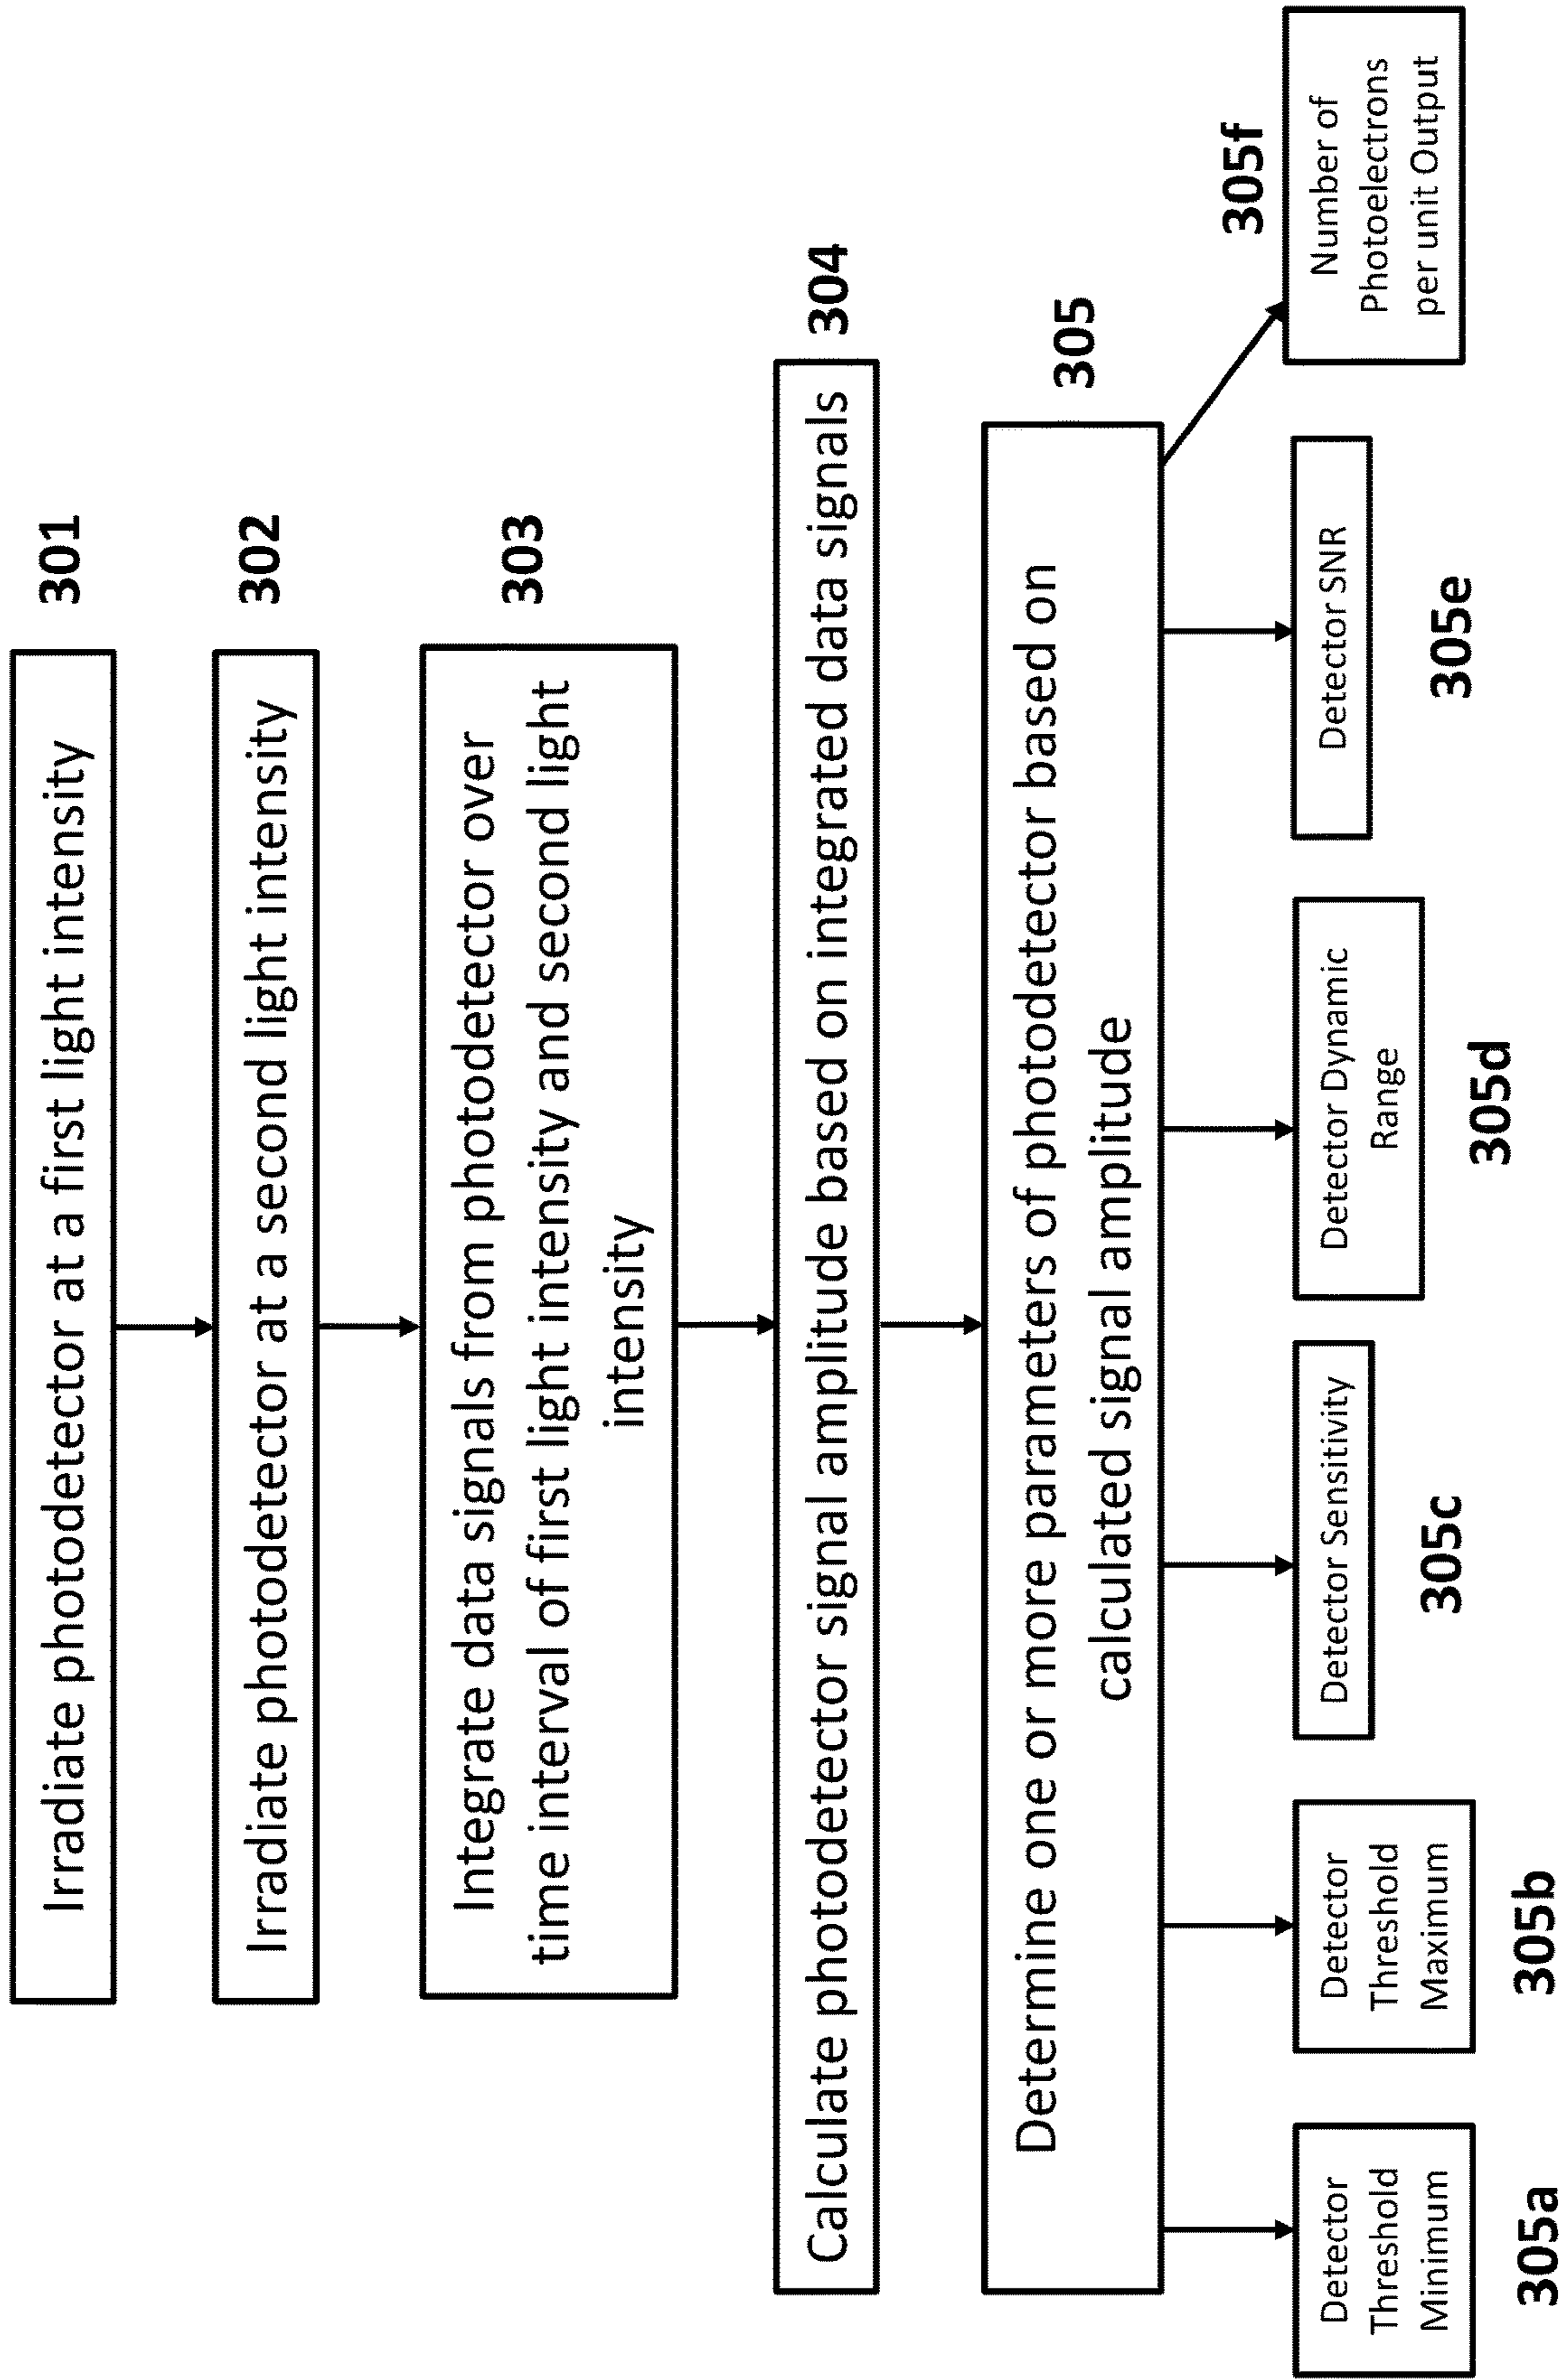 Irradiate photodetector at a first light intensity
301
Irradiate photodetector at a second light intensity
302
Integrate data signals from photodetector over
time interval of first light intensity and second light
intensity
303
Calculate photodetector signal amplitude based on integrated data signals
304
Determine one or more parameters of photodetector based on
calculated signal amplitude
305
Detector
Threshold
Minimum
305a
Detector
Threshold
Maximum
305b
Detector Sensitivity
305c
Detector Dynamic
Range
305d
Detector SNR
305e
Number of
Photoelectrons
per unit Output
305f